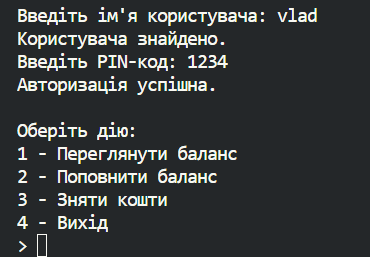 Введіть ім'я користувача: vlad
Користувача знайдено.
Введіть PIN-код: 1234
Авторизація успішна.
Оберіть дію:
1 - Переглянути баланс
2 - Поповнити баланс
3 - Зняти кошти
4 - Вихід
>